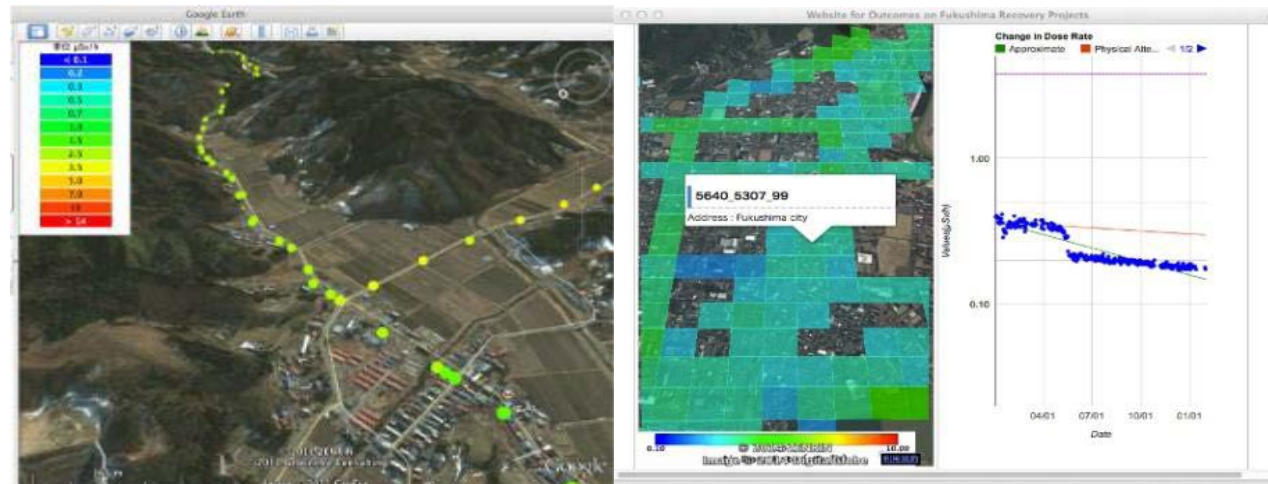 Google Earth
< 0.1
0.2
0.3
0.5
0.7
1.0
1.5
2.5
3.5
5.0
7.0
10
Google
Website for Outcomes on Fukushima Recovery Projects
5640_5307_99
Address : Fukushima city
0.10
10.00
Change in Dose Rate
Approximate
Physical Atte...
1/2
1.00
0.10
Values(μSv/h)
04/01
07/01
10/01
01/01
Date